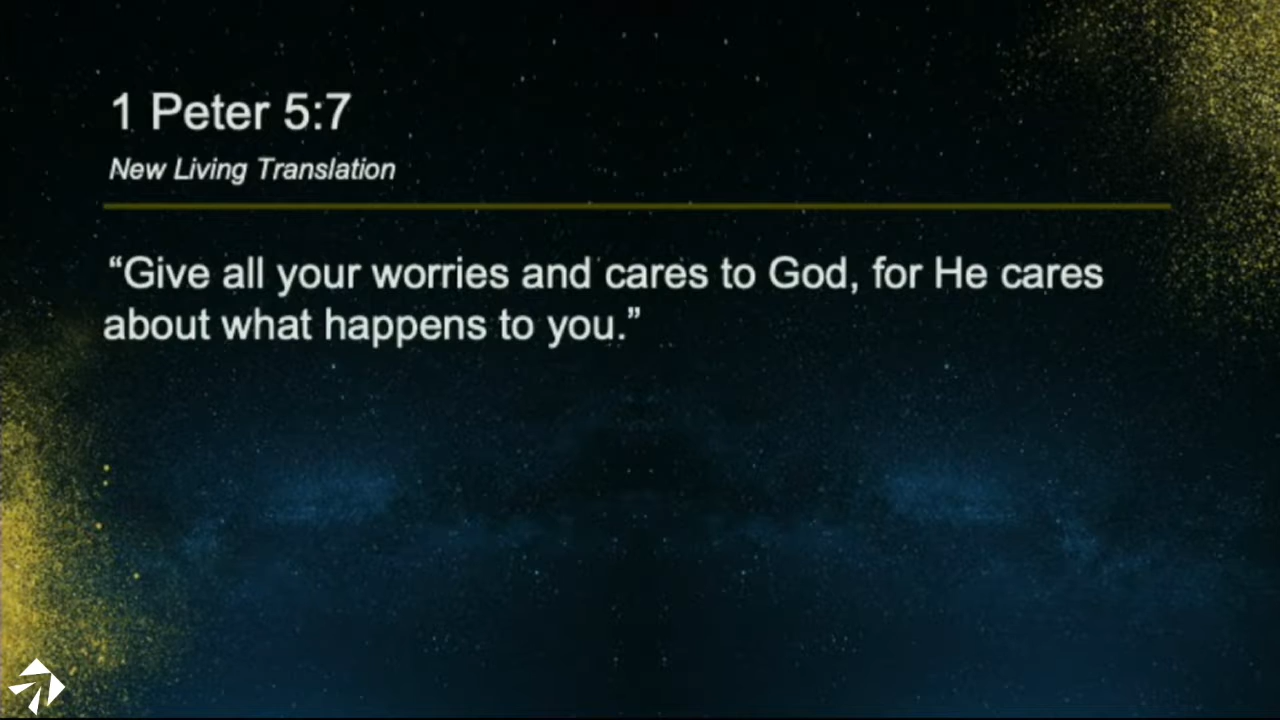 1 Peter 5:7
New Living Translation
“Give all your worries and cares to God, for He cares
about what happens to you.”